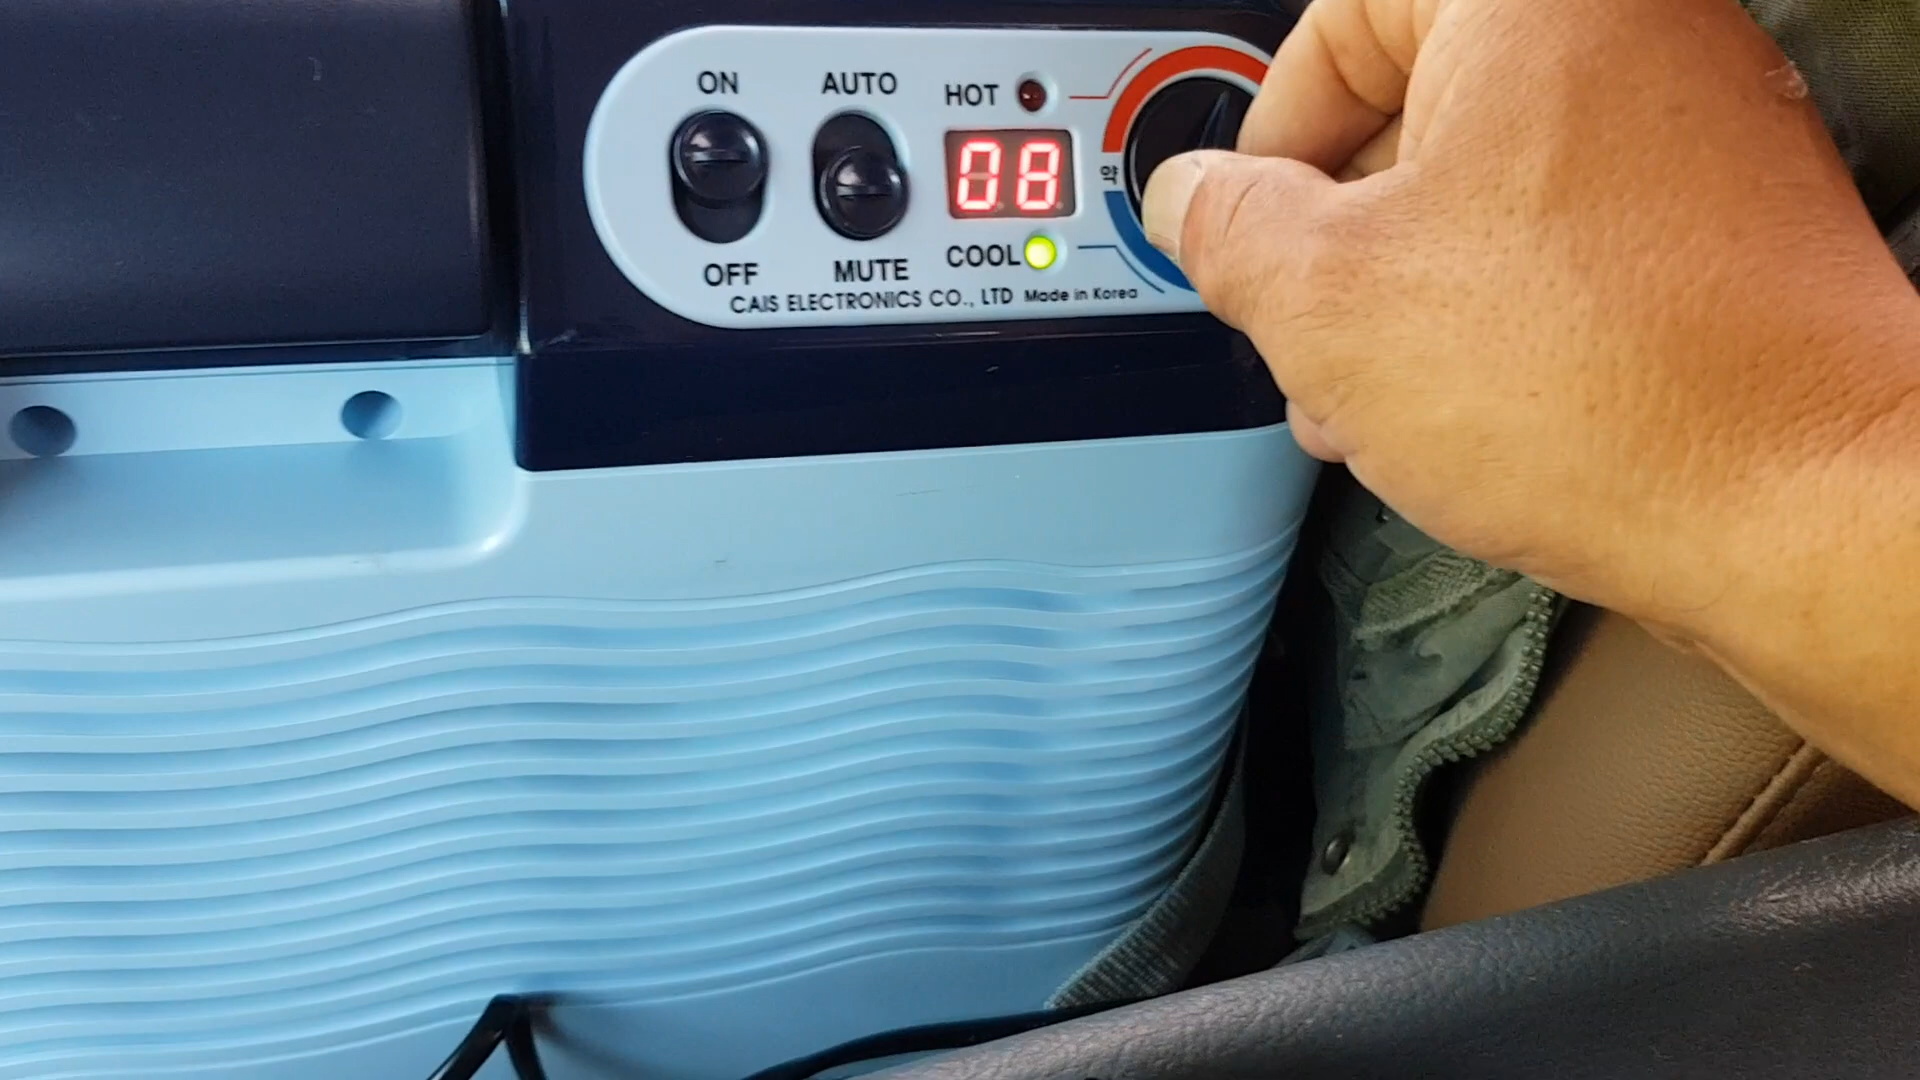 ON
AUTO
HOT
08
약
COOL
OFF
MUTE
CAIS ELECTRONICS CO., LTD Made in Korea